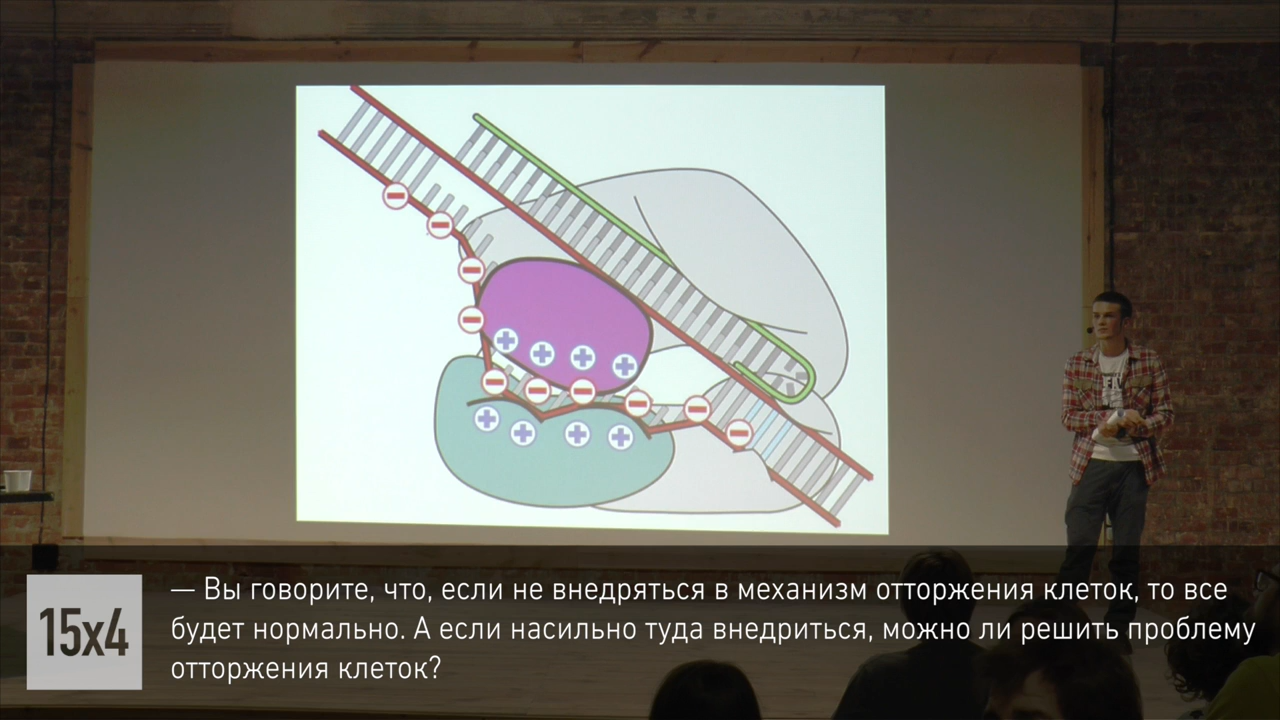 — Вы говорите, что, если не внедряться в механизм отторжения клеток, то все
будет нормально. А если насильно туда внедриться, можно ли решить проблему
отторжения клеток?
15x4